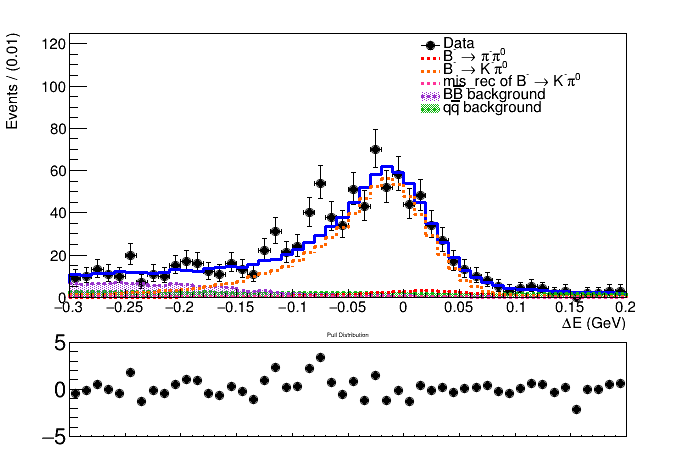 Events / (0.01)
120
100
80
60
40
20
0
Data
B⁻ → π⁻π⁰
B⁻ → K⁻π⁰
mis_rec of B⁻ → K⁻π⁰
BB̅ background
qq̅ background
−0.3 −0.25 −0.2 −0.15 −0.1 −0.05 0 0.05 0.1 0.15 0.2
ΔE (GeV)
Pull Distribution
5
0
−5